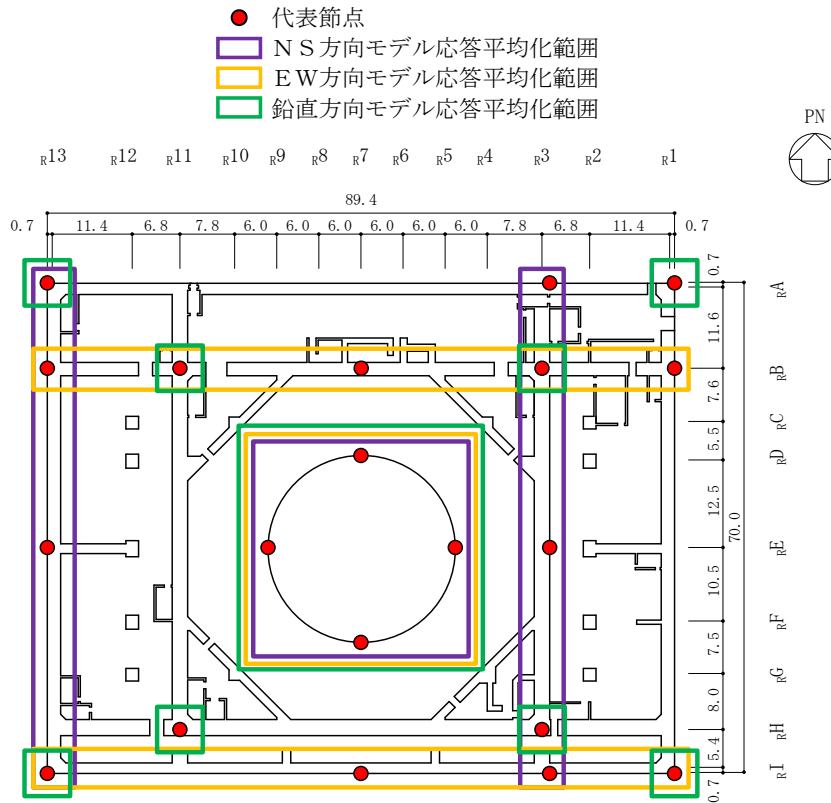 代表節点
ＮＳ方向モデル応答平均化範囲
ＥＷ方向モデル応答平均化範囲
鉛直方向モデル応答平均化範囲
PN
R13 R12 R11 R10 R9 R8 R7 R6 R5 R4 R3 R2 R1
89.4
0.7 11.4 6.8 7.8 6.0 6.0 6.0 6.0 6.0 6.0 7.8 6.8 11.4 0.7
0.7
RA
11.6
RB
7.6
RC
5.5
RD
12.5
70.0
RE
10.5
RF
7.5
RG
8.0
RH
5.4
RI
0.7